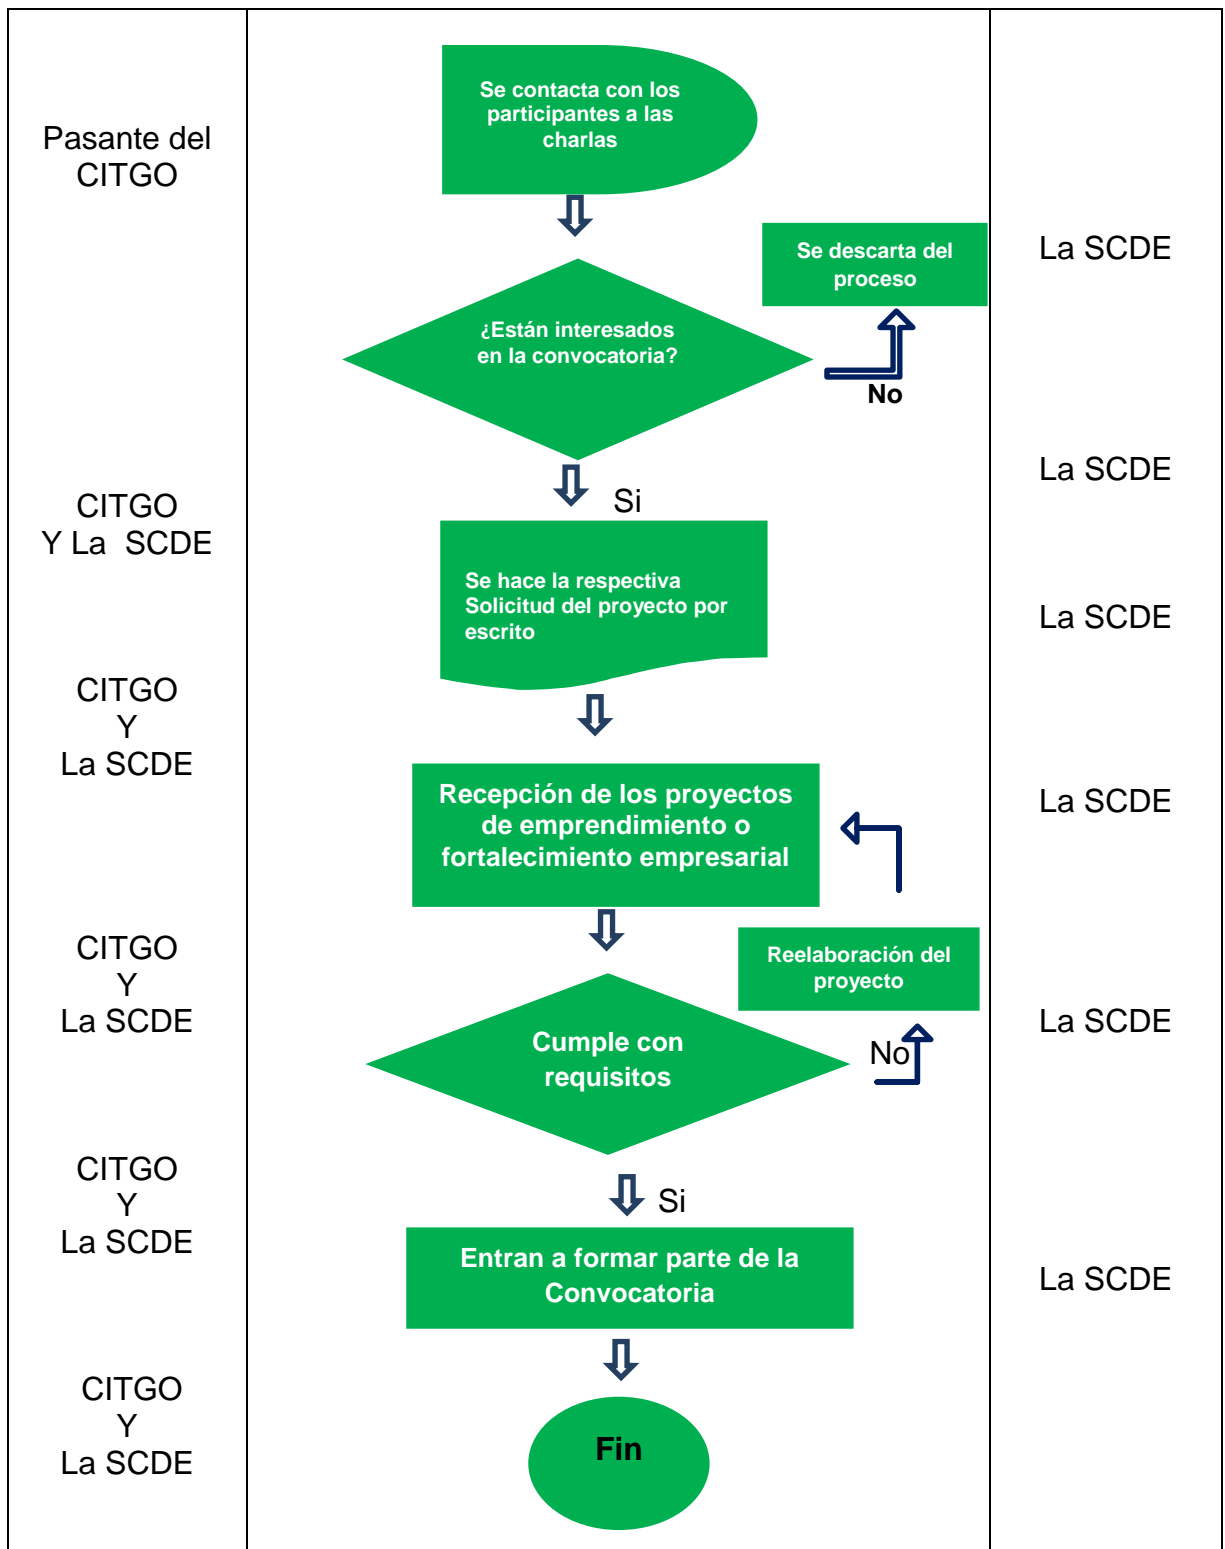 Se contacta con los
participantes a las
charlas
Pasante del
CITGO
La SCDE
Se descarta del
proceso
¿Están interesados
en la convocatoria?
No
La SCDE
CITGO
Y La SCDE
Si
Se hace la respectiva
Solicitud del proyecto por
escrito
La SCDE
CITGO
Y
La SCDE
Recepción de los proyectos
de emprendimiento o
fortalecimiento empresarial
La SCDE
CITGO
Y
La SCDE
Reelaboración del
proyecto
La SCDE
Cumple con
requisitos
No
CITGO
Y
La SCDE
Si
Entran a formar parte de la
Convocatoria
La SCDE
CITGO
Y
La SCDE
Fin